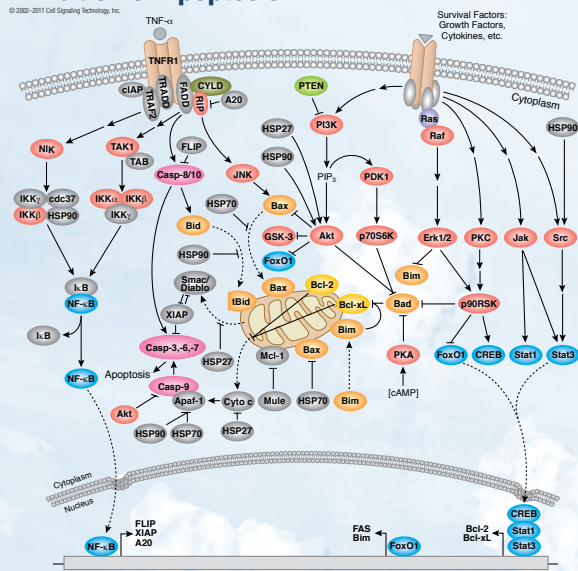 © 2002–2011 Cell Signaling Technology, Inc.
TNF-α
Survival Factors:
Growth Factors,
Cytokines, etc.
TNFR1
cIAP
TRAF2
TRADD
FADD
RIP
CYLD
A20
PTEN
Cytoplasm
Ras
Raf
PI3K
HSP27
HSP90
HSP90
NIK
TAK1
TAB
FLIP
Casp-8/10
JNK
PIP3
PDK1
IKKγ
cdc37
IKKβ
HSP90
IKKα
IKKβ
IKKγ
HSP70
Bax
Bid
GSK-3
Akt
p70S6K
FoxO1
Erk1/2
PKC
Jak
Src
HSP90
Bim
IκB
NF-κB
Smac/
Diablo
tBid
Bax
Bcl-2
Bcl-xL
Bad
p90RSK
XIAP
Bim
IκB
Casp-3,-6,-7
HSP27
Mcl-1
Bax
PKA
FoxO1
CREB
Stat1
Stat3
Apoptosis
NF-κB
Casp-9
Apaf-1
Cyto c
Mule
HSP70
Bim
[cAMP]
Akt
HSP90
HSP70
HSP27
Cytoplasm
Nucleus
FLIP
XIAP
A20
NF-κB
FAS
Bim
FoxO1
Bcl-2
Bcl-xL
CREB
Stat1
Stat3